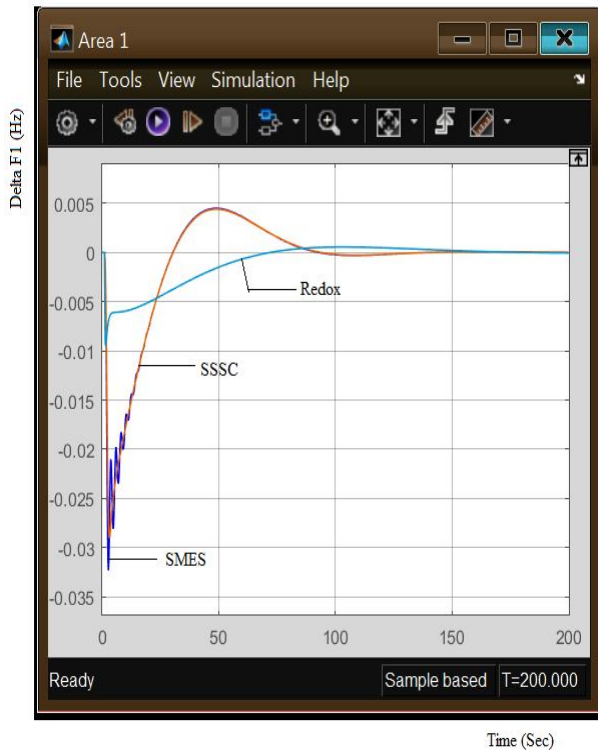 Area 1
File Tools View Simulation Help
Delta F1 (Hz)
0.005
0
-0.005
-0.01
-0.015
-0.02
-0.025
-0.03
-0.035
Redox
SSSC
SMES
0 50 100 150 200
Ready Sample based T=200.000
Time (Sec)